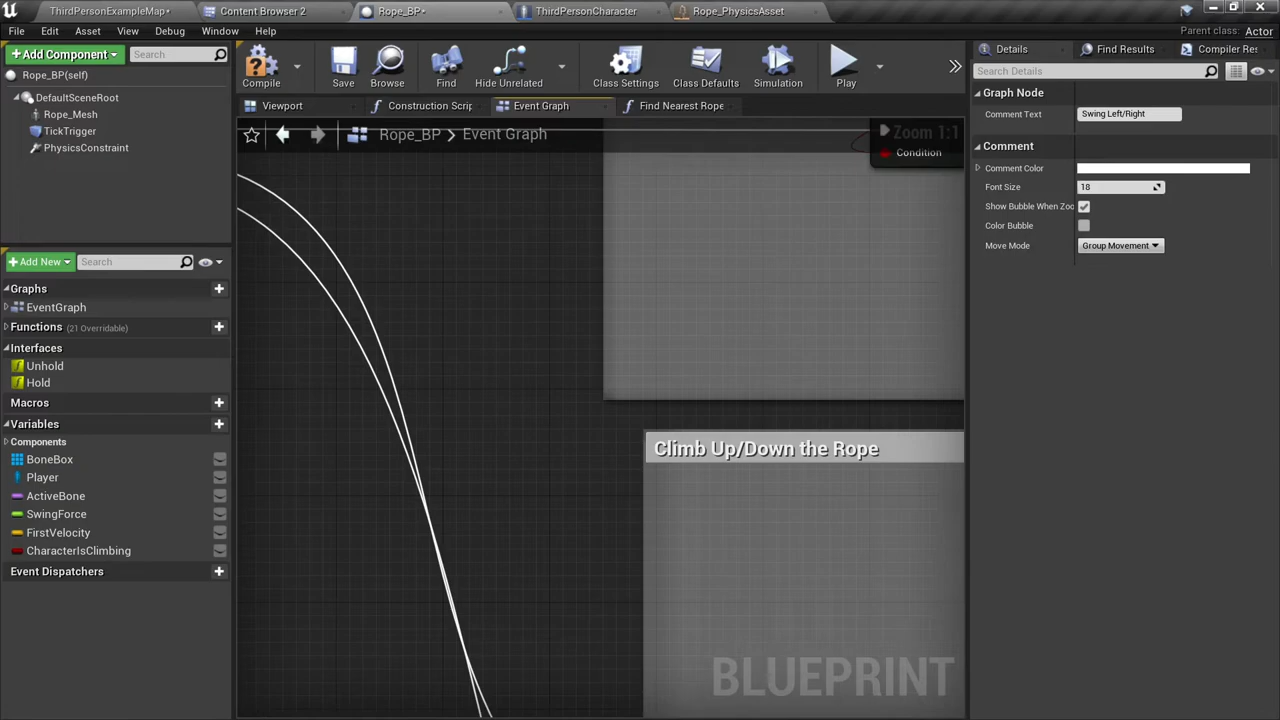 ThirdPersonExampleMap•
Content Browser 2
Rope_BP•
ThirdPersonCharacter
Rope_PhysicsAsset
File
Edit
Asset
View
Debug
Window
Help
Parent class: Actor
Add Component
Search
Rope_BP(self)
DefaultSceneRoot
Rope_Mesh
TickTrigger
PhysicsConstraint
Compile
Save
Browse
Find
Hide Unrelated
Class Settings
Class Defaults
Simulation
Play
Viewport
Construction Scrip
Event Graph
Find Nearest Rope
Rope_BP > Event Graph
Zoom 1:1
Condition
Climb Up/Down the Rope
BLUEPRINT
Add New
Search
Graphs
EventGraph
Functions (21 Overridable)
Interfaces
Unhold
Hold
Macros
Variables
Components
BoneBox
Player
ActiveBone
SwingForce
FirstVelocity
CharacterIsClimbing
Event Dispatchers
Details
Find Results
Compiler Res
Search Details
Graph Node
Comment Text
Swing Left/Right
Comment
Comment Color
Font Size
18
Show Bubble When Zoo
Color Bubble
Move Mode
Group Movement